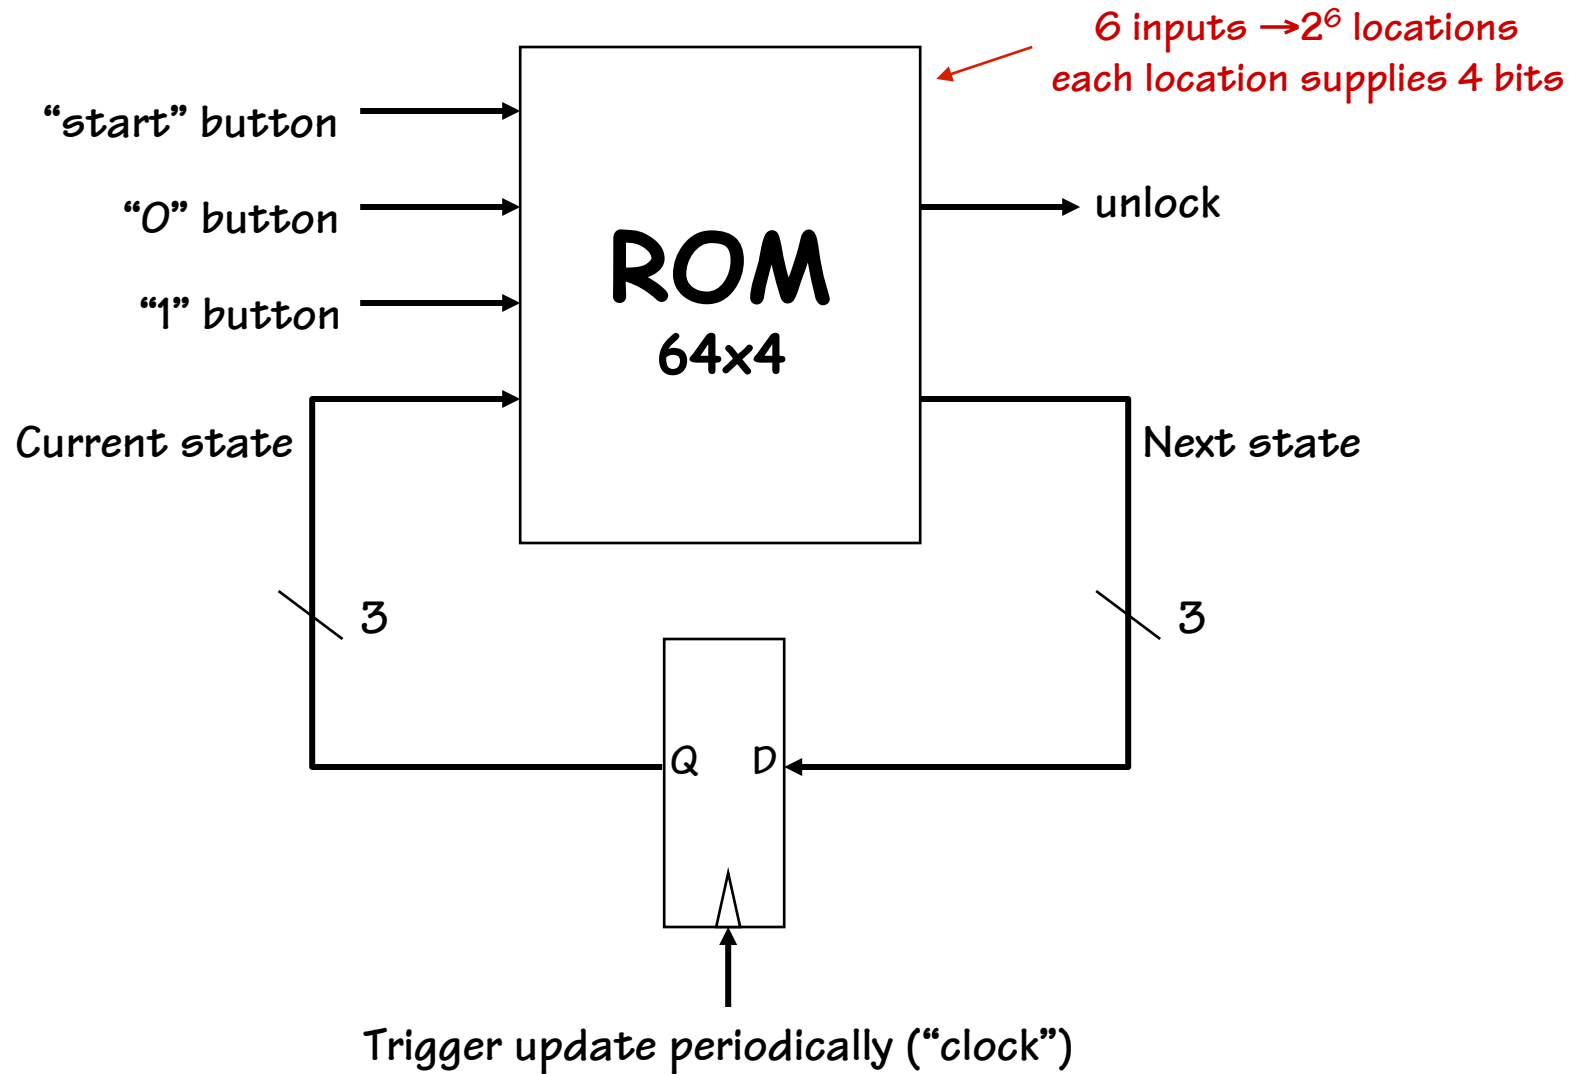 6 inputs →2⁶ locations
each location supplies 4 bits
“start” button
“0” button
unlock
ROM
“1” button
64x4
Current state
Next state
3
3
Q
D
Trigger update periodically (“clock”)